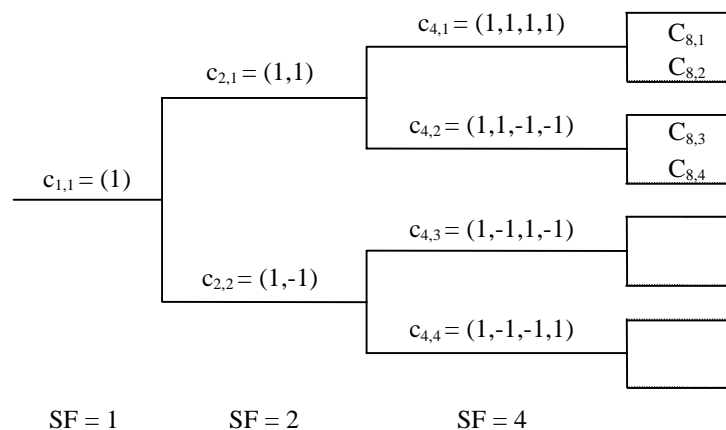 c4,1 = (1,1,1,1)
C8,1
C8,2
c2,1 = (1,1)
c4,2 = (1,1,-1,-1)
C8,3
C8,4
c1,1 = (1)
c4,3 = (1,-1,1,-1)
c2,2 = (1,-1)
c4,4 = (1,-1,-1,1)
SF = 1
SF = 2
SF = 4